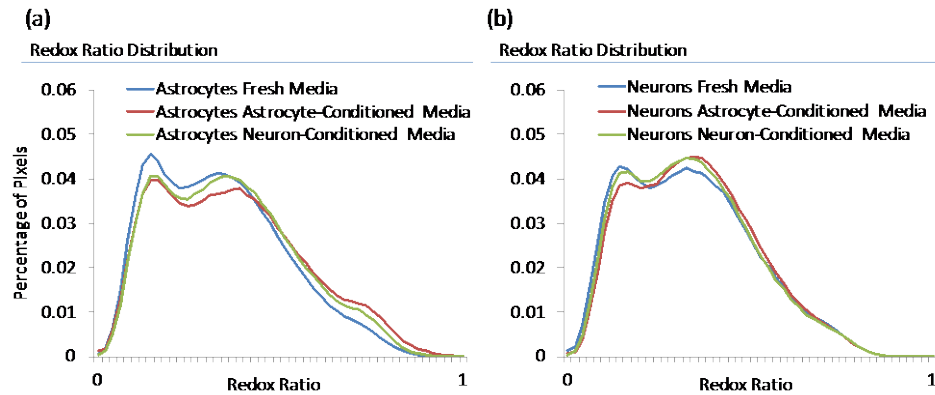 (a)
Redox Ratio Distribution
Astrocytes Fresh Media
Astrocytes Astrocyte-Conditioned Media
Astrocytes Neuron-Conditioned Media
Percentage of Pixels
0.06
0.05
0.04
0.03
0.02
0.01
0
0
1
Redox Ratio
(b)
Redox Ratio Distribution
Neurons Fresh Media
Neurons Astrocyte-Conditioned Media
Neurons Neuron-Conditioned Media
0.06
0.05
0.04
0.03
0.02
0.01
0
0
1
Redox Ratio